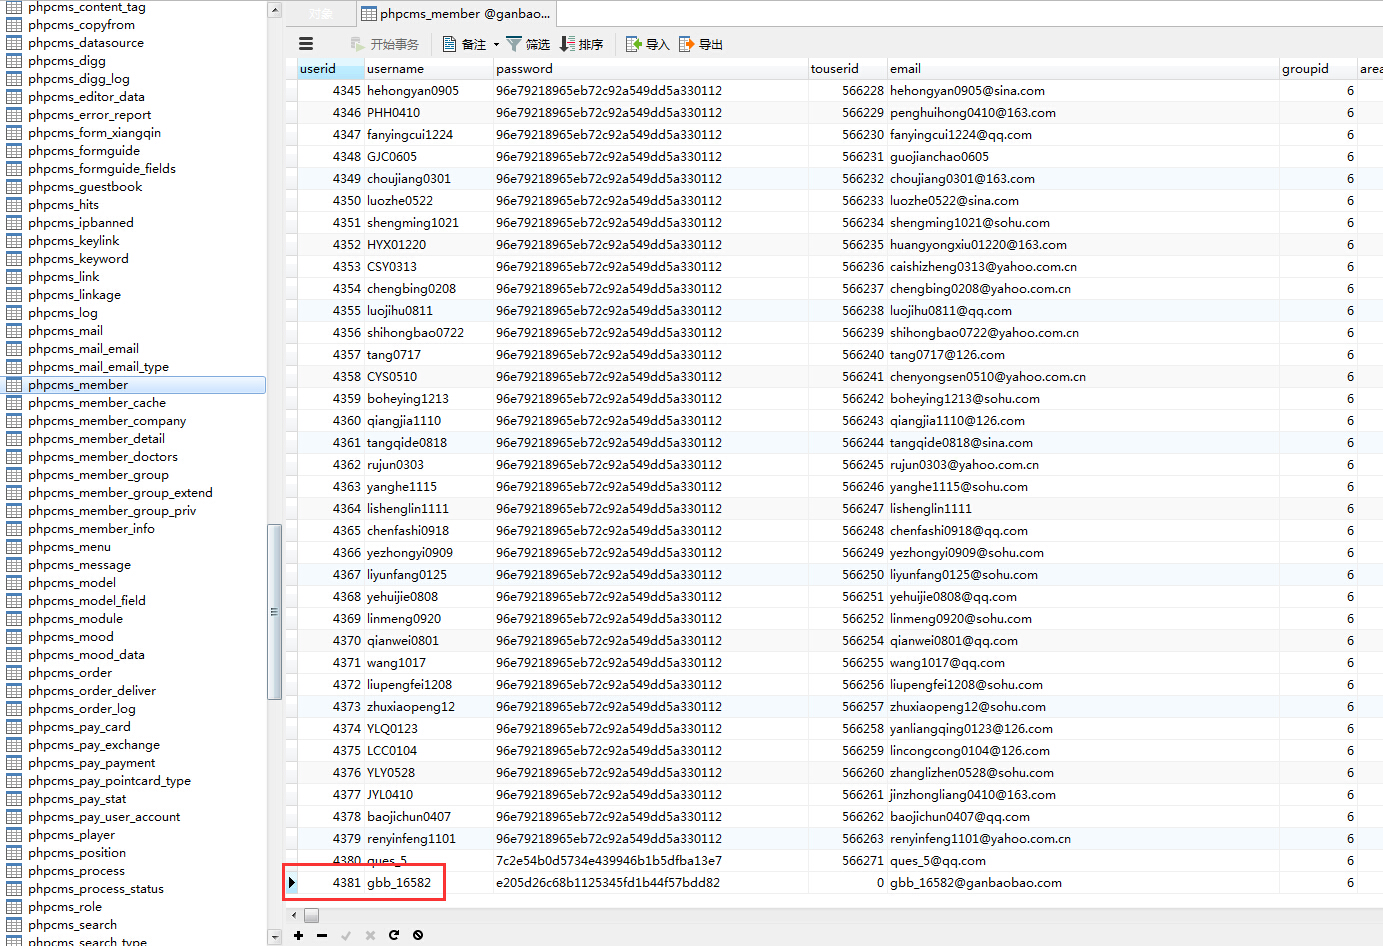 phpcms_content_tag
phpcms_copyfrom
phpcms_datasource
phpcms_digg
phpcms_digg_log
phpcms_editor_data
phpcms_error_report
phpcms_form_xiangqin
phpcms_formguide
phpcms_formguide_fields
phpcms_guestbook
phpcms_hits
phpcms_ipbanned
phpcms_keylink
phpcms_keyword
phpcms_link
phpcms_linkage
phpcms_log
phpcms_mail
phpcms_mail_email
phpcms_mail_email_type
phpcms_member
phpcms_member_cache
phpcms_member_company
phpcms_member_detail
phpcms_member_doctors
phpcms_member_group
phpcms_member_group_extend
phpcms_member_group_priv
phpcms_member_info
phpcms_menu
phpcms_message
phpcms_model
phpcms_model_field
phpcms_module
phpcms_mood
phpcms_mood_data
phpcms_order
phpcms_order_deliver
phpcms_order_log
phpcms_pay_card
phpcms_pay_exchange
phpcms_pay_payment
phpcms_pay_pointcard_type
phpcms_pay_stat
phpcms_pay_user_account
phpcms_player
phpcms_position
phpcms_process
phpcms_process_status
phpcms_role
phpcms_search
phpcms_search_type
对象 phpcms_member @ganbao...
开始事务 备注 筛选 排序 导入 导出
userid username password touserid email groupid area
4345 hehongyan0905 96e79218965eb72c92a549dd5a330112 566228 hehongyan0905@sina.com 6
4346 PHH0410 96e79218965eb72c92a549dd5a330112 566229 penghuihong0410@163.com 6
4347 fanyingcui1224 96e79218965eb72c92a549dd5a330112 566230 fanyingcui1224@qq.com 6
4348 GJC0605 96e79218965eb72c92a549dd5a330112 566231 guojianchao0605 6
4349 choujiang0301 96e79218965eb72c92a549dd5a330112 566232 choujiang0301@163.com 6
4350 luozhe0522 96e79218965eb72c92a549dd5a330112 566233 luozhe0522@sina.com 6
4351 shengming1021 96e79218965eb72c92a549dd5a330112 566234 shengming1021@sohu.com 6
4352 HYX01220 96e79218965eb72c92a549dd5a330112 566235 huangyongxiu01220@163.com 6
4353 CSY0313 96e79218965eb72c92a549dd5a330112 566236 caishizheng0313@yahoo.com.cn 6
4354 chengbing0208 96e79218965eb72c92a549dd5a330112 566237 chengbing0208@yahoo.com.cn 6
4355 luojihu0811 96e79218965eb72c92a549dd5a330112 566238 luojihu0811@qq.com 6
4356 shihongbao0722 96e79218965eb72c92a549dd5a330112 566239 shihongbao0722@yahoo.com.cn 6
4357 tang0717 96e79218965eb72c92a549dd5a330112 566240 tang0717@126.com 6
4358 CYS0510 96e79218965eb72c92a549dd5a330112 566241 chenyongsen0510@yahoo.com.cn 6
4359 boheying1213 96e79218965eb72c92a549dd5a330112 566242 boheying1213@sohu.com 6
4360 qiangjia1110 96e79218965eb72c92a549dd5a330112 566243 qiangjia1110@126.com 6
4361 tangqide0818 96e79218965eb72c92a549dd5a330112 566244 tangqide0818@sina.com 6
4362 rujun0303 96e79218965eb72c92a549dd5a330112 566245 rujun0303@yahoo.com.cn 6
4363 yanghe1115 96e79218965eb72c92a549dd5a330112 566246 yanghe1115@sohu.com 6
4364 lishenglin1111 96e79218965eb72c92a549dd5a330112 566247 lishenglin1111 6
4365 chenfashi0918 96e79218965eb72c92a549dd5a330112 566248 chenfashi0918@qq.com 6
4366 yezhongyi0909 96e79218965eb72c92a549dd5a330112 566249 yezhongyi0909@sohu.com 6
4367 liyunfang0125 96e79218965eb72c92a549dd5a330112 566250 liyunfang0125@sohu.com 6
4368 yehuijie0808 96e79218965eb72c92a549dd5a330112 566251 yehuijie0808@qq.com 6
4369 linmeng0920 96e79218965eb72c92a549dd5a330112 566252 linmeng0920@sohu.com 6
4370 qianwei0801 96e79218965eb72c92a549dd5a330112 566254 qianwei0801@qq.com 6
4371 wang1017 96e79218965eb72c92a549dd5a330112 566255 wang1017@qq.com 6
4372 liupengfei1208 96e79218965eb72c92a549dd5a330112 566256 liupengfei1208@sohu.com 6
4373 zhuxiaopeng12 96e79218965eb72c92a549dd5a330112 566257 zhuxiaopeng12@sohu.com 6
4374 YLQ0123 96e79218965eb72c92a549dd5a330112 566258 yanliangqing0123@126.com 6
4375 LCC0104 96e79218965eb72c92a549dd5a330112 566259 lincongcong0104@126.com 6
4376 YLY0528 96e79218965eb72c92a549dd5a330112 566260 zhanglizhen0528@sohu.com 6
4377 JYL0410 96e79218965eb72c92a549dd5a330112 566261 jinzhongliang0410@163.com 6
4378 baojichun0407 96e79218965eb72c92a549dd5a330112 566262 baojichun0407@qq.com 6
4379 renyinfeng1101 96e79218965eb72c92a549dd5a330112 566263 renyinfeng1101@yahoo.com.cn 6
4380 ques_5 7c2e54b0d5734e439946b1b5dfba13e7 566271 ques_5@qq.com 6
4381 gbb_16582 e205d26c68b1125345fd1b44f57bdd82 0 gbb_16582@ganbaobao.com 6